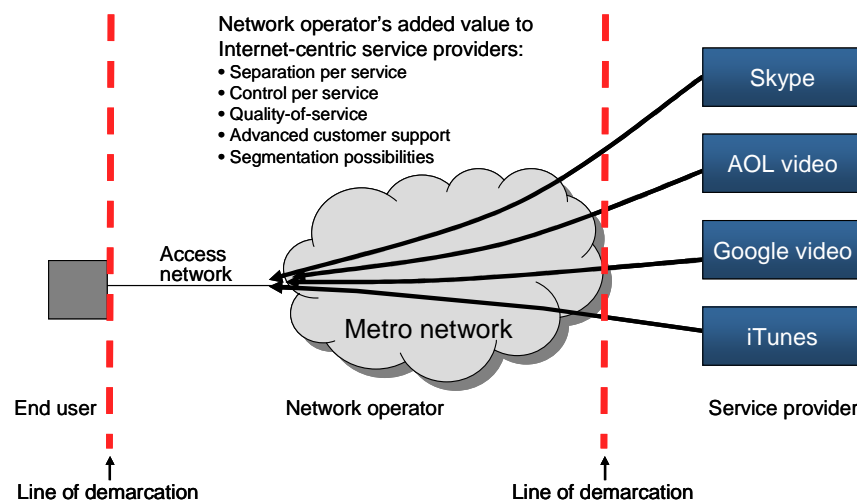 Network operator's added value to
Internet-centric service providers:
• Separation per service
• Control per service
• Quality-of-service
• Advanced customer support
• Segmentation possibilities
Skype
AOL video
Google video
iTunes
Access
network
Metro network
End user
Network operator
Service provider
Line of demarcation
Line of demarcation